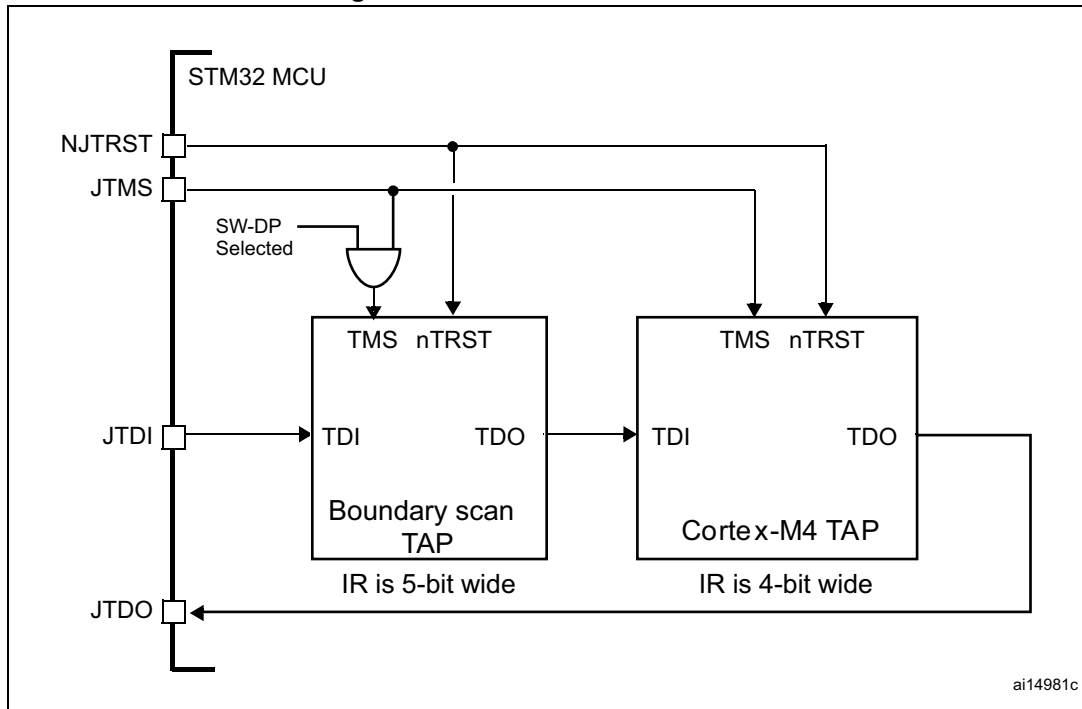 STM32 MCU
NJTRST
JTMS
SW-DP
Selected
TMS nTRST
TMS nTRST
JTDI
TDI
TDO
TDI
TDO
Boundary scan
TAP
Cortex-M4 TAP
IR is 5-bit wide
IR is 4-bit wide
JTDO
ai14981c